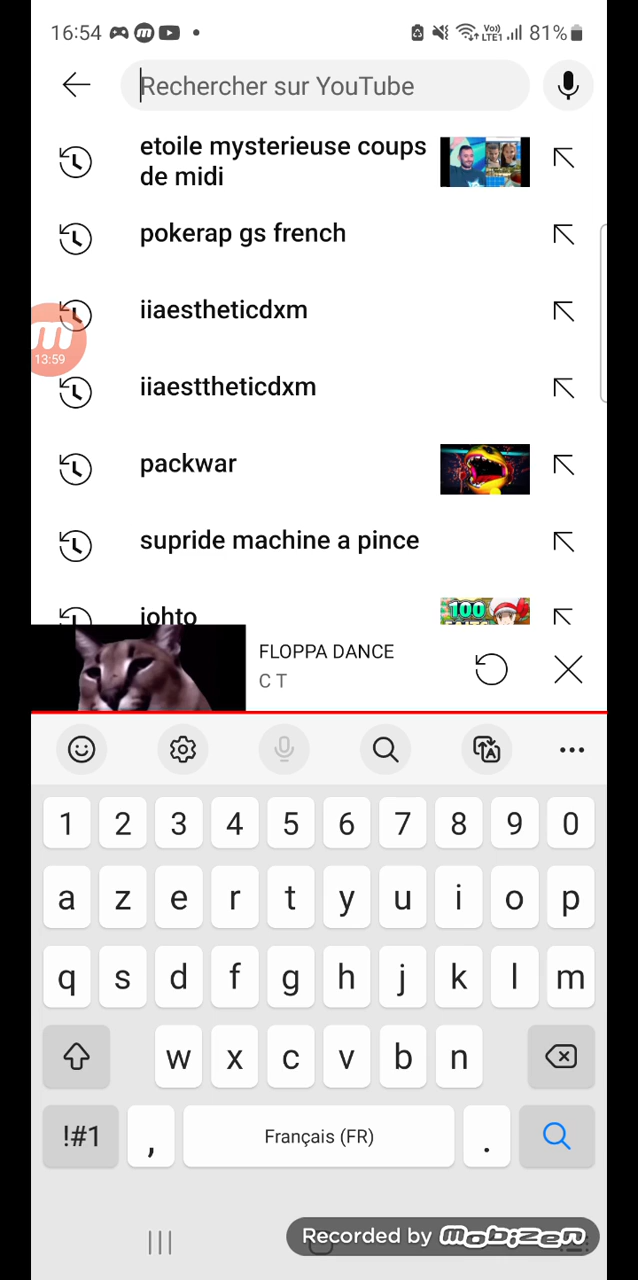 16:54 Vo)) LTE1 81%
Rechercher sur YouTube
etoile mysterieuse coups
de midi
pokerap gs french
iiaestheticdxm
13:59
iiaesttheticdxm
packwar
supride machine a pince
johto
100
FLOPPA DANCE
C T
1 2 3 4 5 6 7 8 9 0
a z e r t y u i o p
q s d f g h j k l m
w x c v b n
!#1 , Français (FR) .
Recorded by mobizen